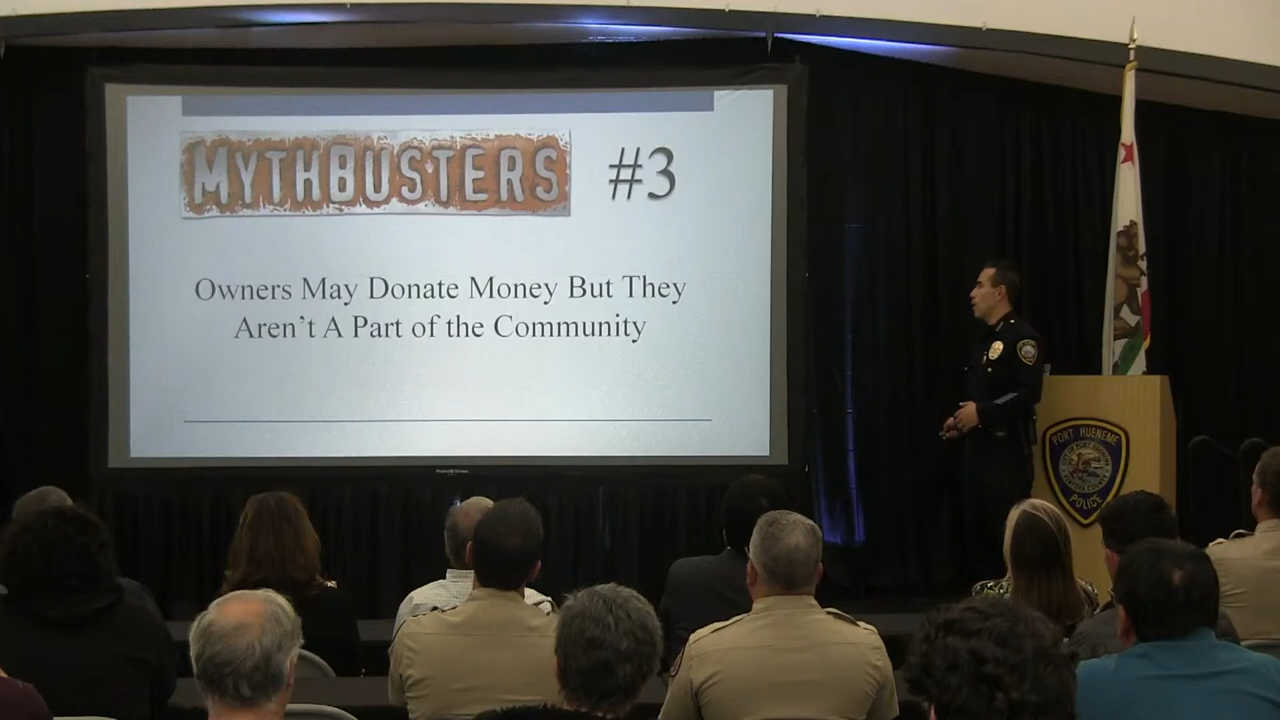 MYTHBUSTERS #3
Owners May Donate Money But They
Aren't A Part of the Community
PORT HUENEME
POLICE